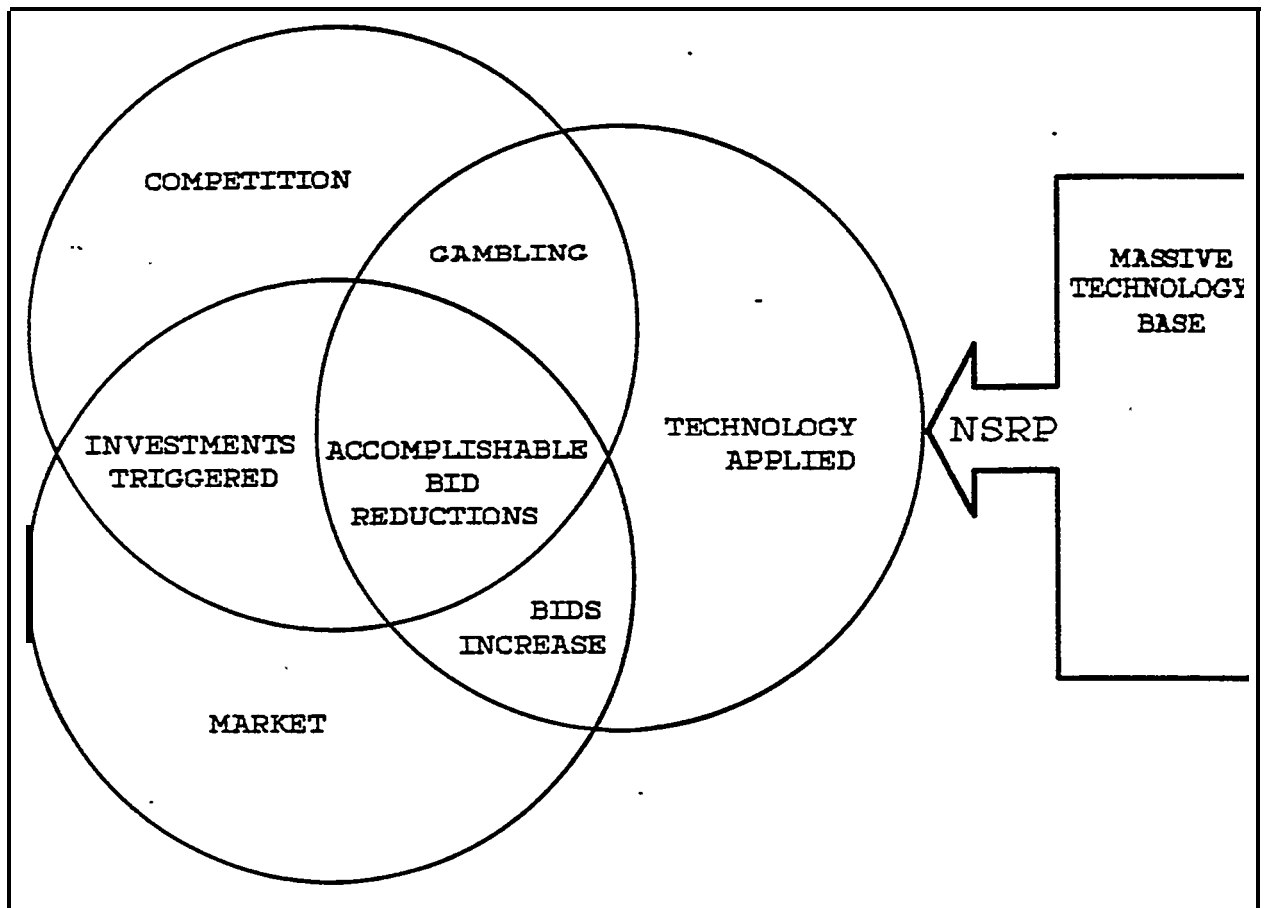 COMPETITION
GAMBLING
MASSIVE
TECHNOLOGY
BASE
INVESTMENTS
TRIGGERED
ACCOMPLISHABLE
BID
REDUCTIONS
TECHNOLOGY
APPLIED
NSRP
BIDS
INCREASE
MARKET